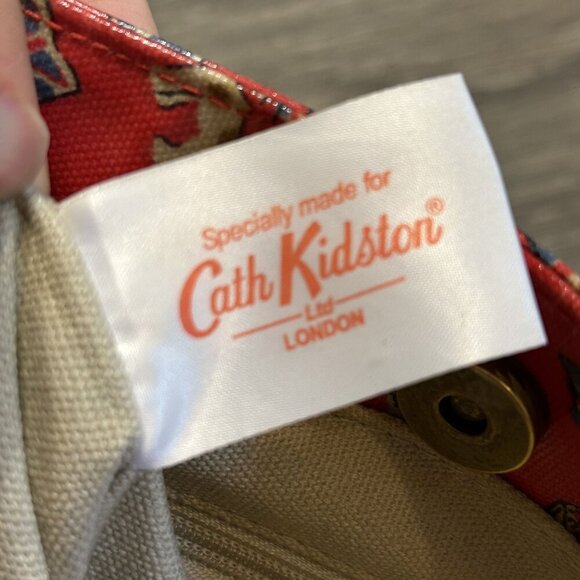 Specially made for
Cath Kidston®
Ltd
LONDON